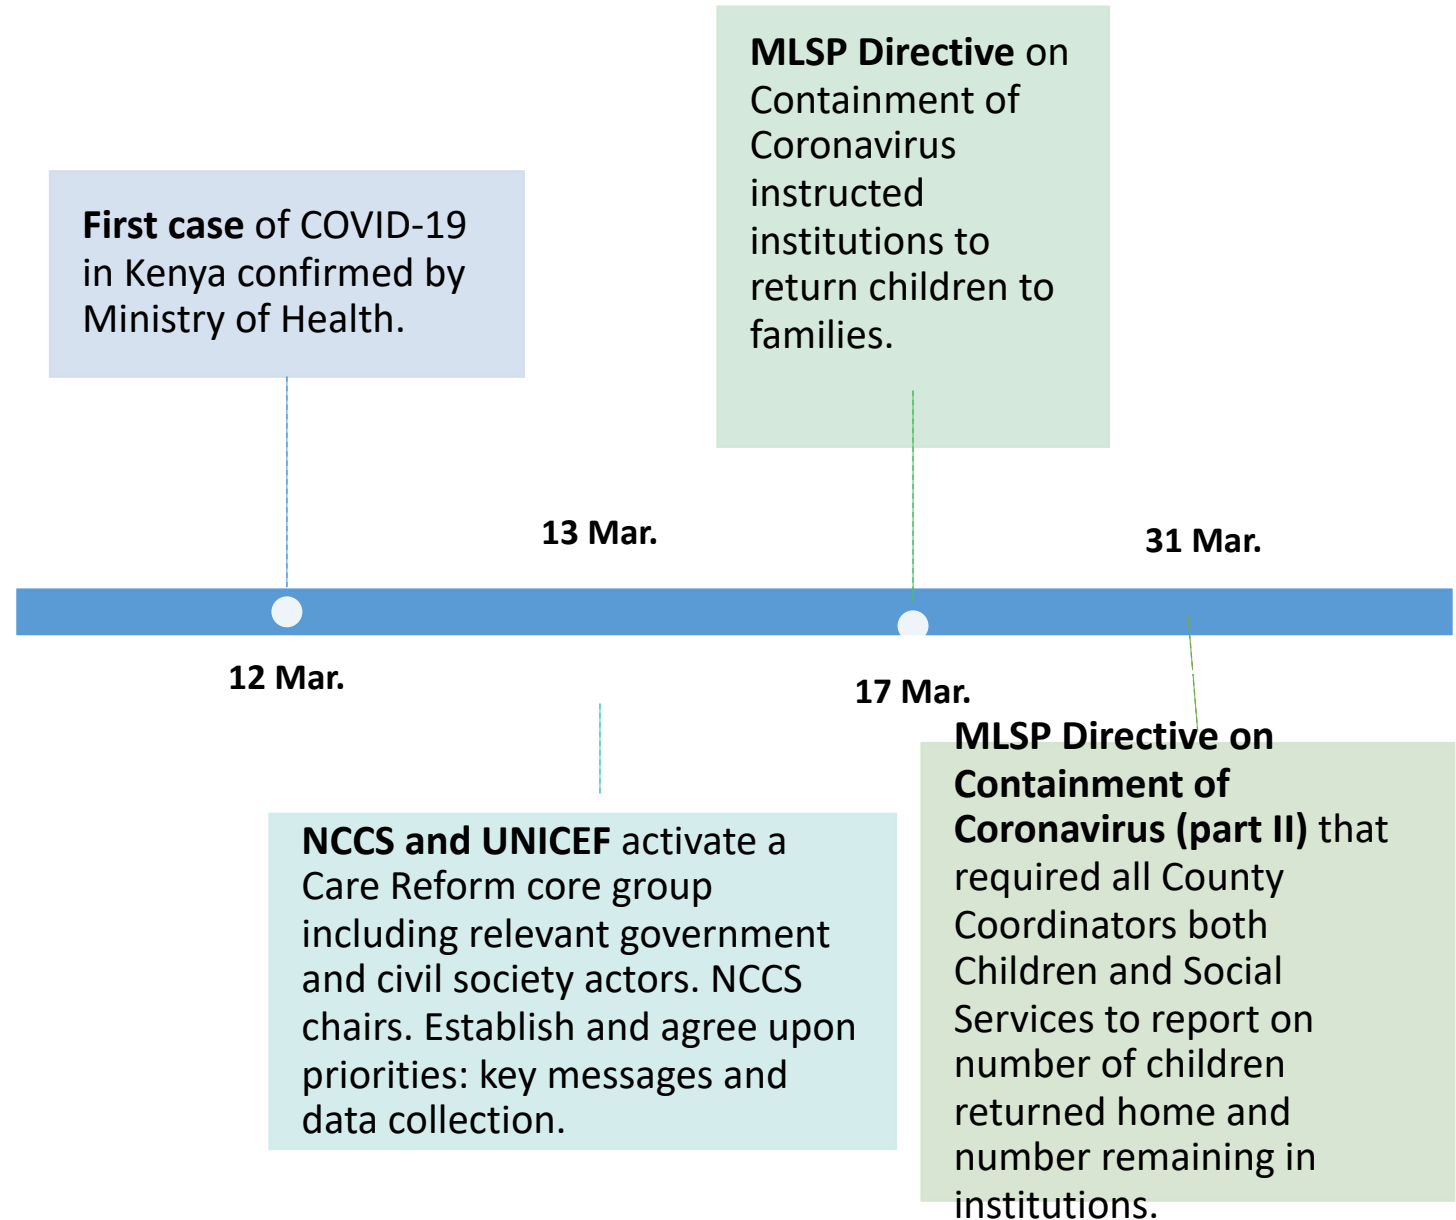 First case of COVID-19
in Kenya confirmed by
Ministry of Health.
MLSP Directive on
Containment of
Coronavirus
instructed
institutions to
return children to
families.
13 Mar.
31 Mar.
12 Mar.
17 Mar.
NCCS and UNICEF activate a
Care Reform core group
including relevant government
and civil society actors. NCCS
chairs. Establish and agree upon
priorities: key messages and
data collection.
MLSP Directive on
Containment of
Coronavirus (part II) that
required all County
Coordinators both
Children and Social
Services to report on
number of children
returned home and
number remaining in
institutions.